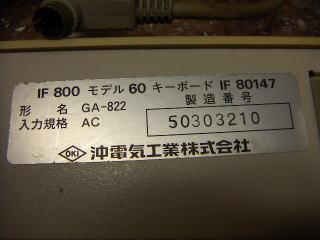 IF 800 モデル 60 キーボード IF 80147
形 名 GA-822 製造番号
入力規格 AC 50303210
OKI 沖電気工業株式会社